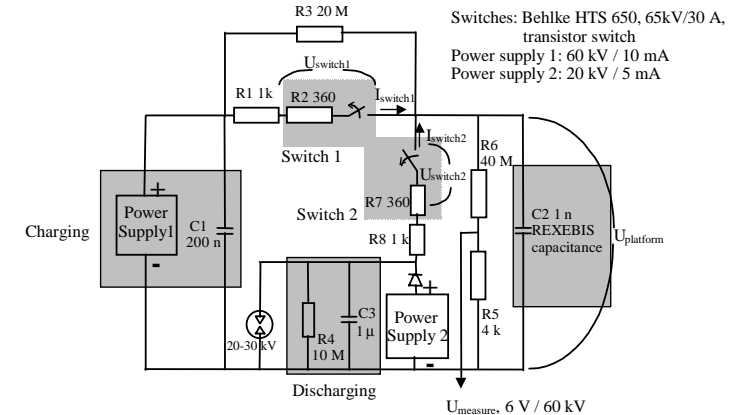 R3 20 M
Switches: Behlke HTS 650, 65kV/30 A,
transistor switch
Power supply 1: 60 kV / 10 mA
Power supply 2: 20 kV / 5 mA
Uswitch1
R1 1k
R2 360
Iswitch1
Iswitch2
Switch 1
R6
40 M
Uswitch2
R7 360
Switch 2
+
Power
Supply1
-
Charging
C1
200 n
C2 1 n
REXEBIS
capacitance
Uplatform
R8 1 k
+
Power
Supply 2
-
C3
1 µ
R4
10 M
20-30 kV
R5
4 k
Discharging
Umeasure, 6 V / 60 kV